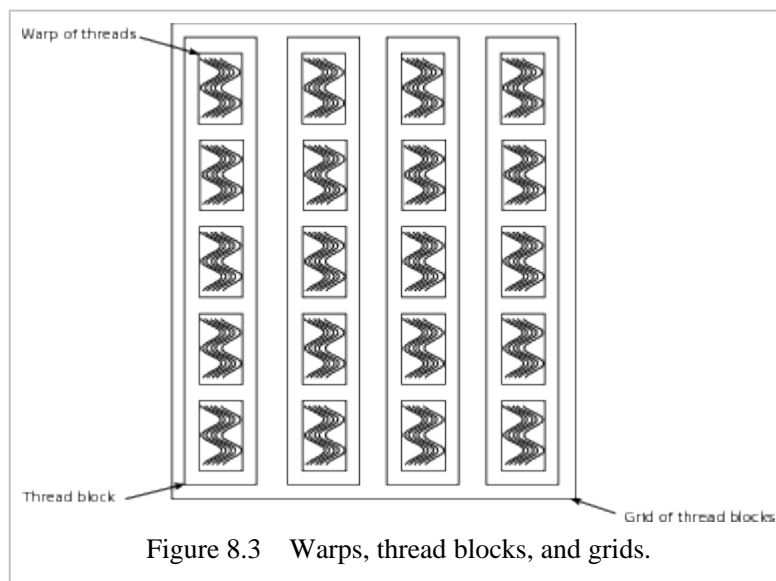 Warp of threads
Thread block
Grid of thread blocks
Figure 8.3 Warps, thread blocks, and grids.